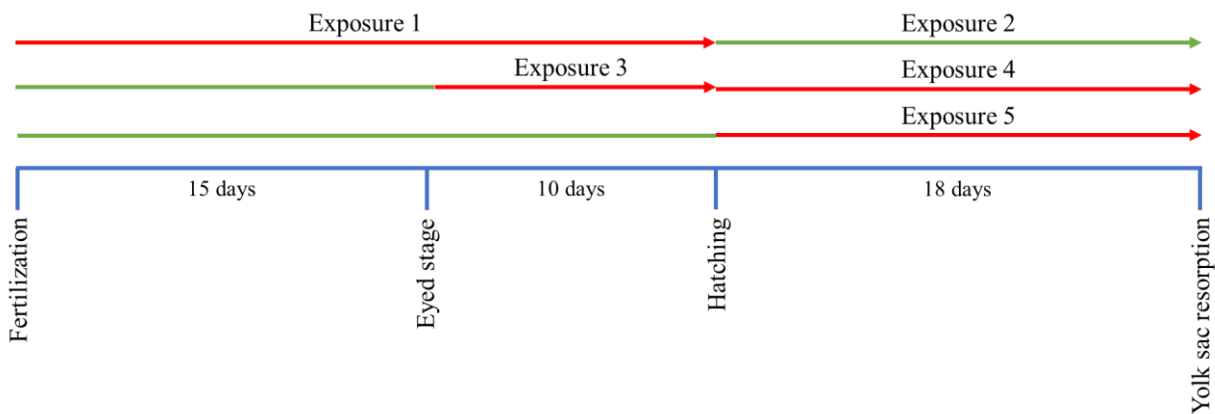 Exposure 1
Exposure 2
Exposure 3
Exposure 4
Exposure 5
15 days
10 days
18 days
Fertilization
Eyed stage
Hatching
Yolk sac resorption